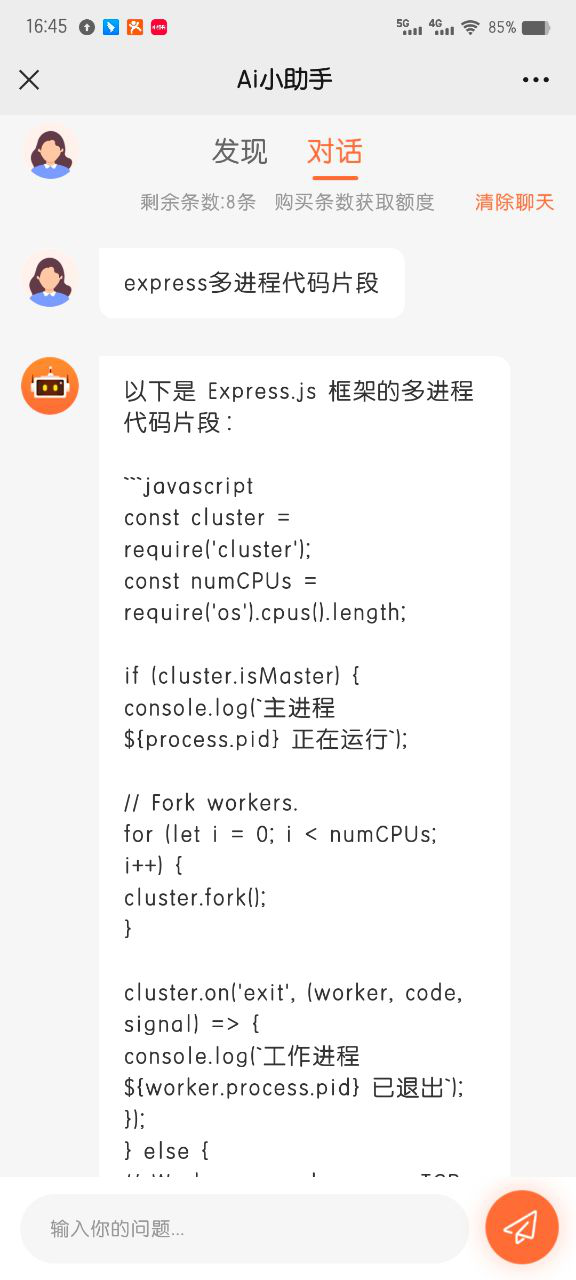 16:45
5G 4G 85%
Ai小助手
发现 对话
剩余条数:8条 购买条数获取额度 清除聊天
express多进程代码片段
以下是 Express.js 框架的多进程
代码片段:
```javascript
const cluster =
require('cluster');
const numCPUs =
require('os').cpus().length;
if (cluster.isMaster) {
console.log(`主进程
${process.pid} 正在运行`);
// Fork workers.
for (let i = 0; i < numCPUs;
i++) {
cluster.fork();
}
cluster.on('exit', (worker, code,
signal) => {
console.log(`工作进程
${worker.process.pid} 已退出`);
});
} else {
输入你的问题...